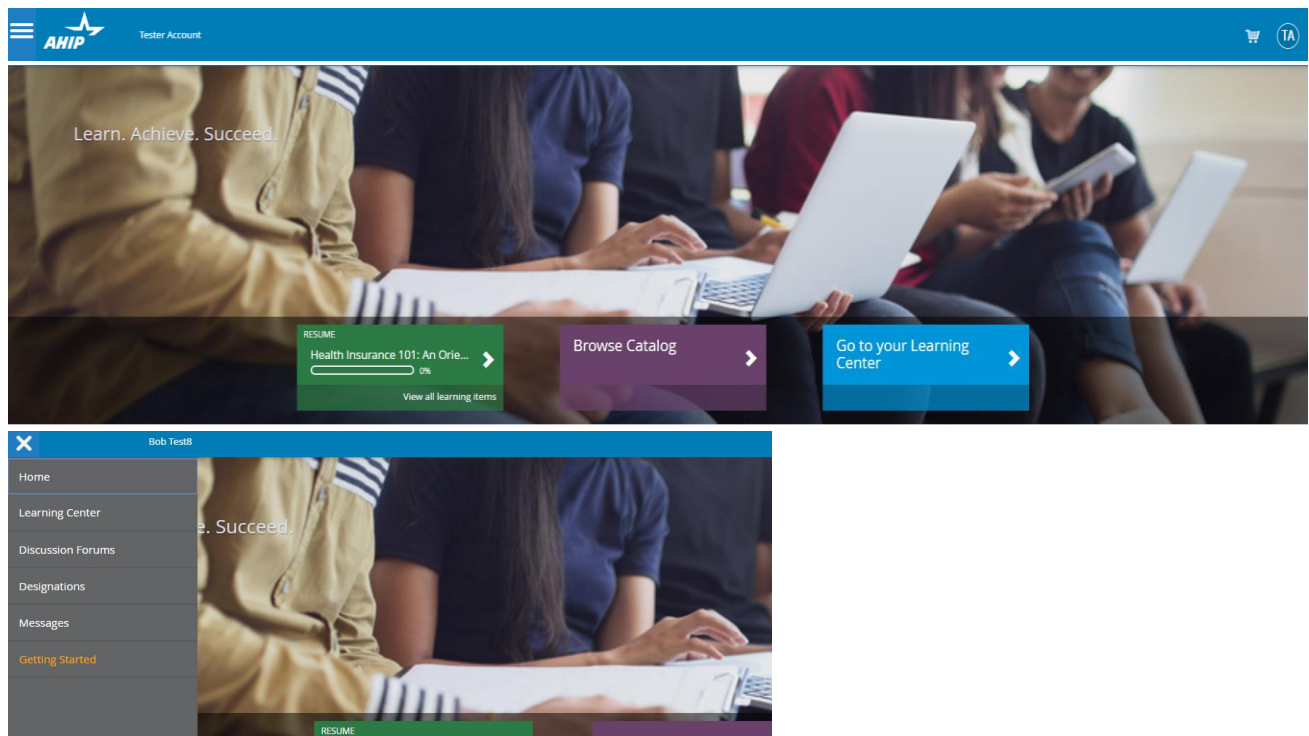 AHIP
Tester Account
TA
Learn. Achieve. Succeed.
RESUME
Health Insurance 101: An Orie...
0%
View all learning items
Browse Catalog
Go to your Learning
Center
Bob Test8
Home
Learning Center
e. Succeed.
Discussion Forums
Designations
Messages
Getting Started
RESUME